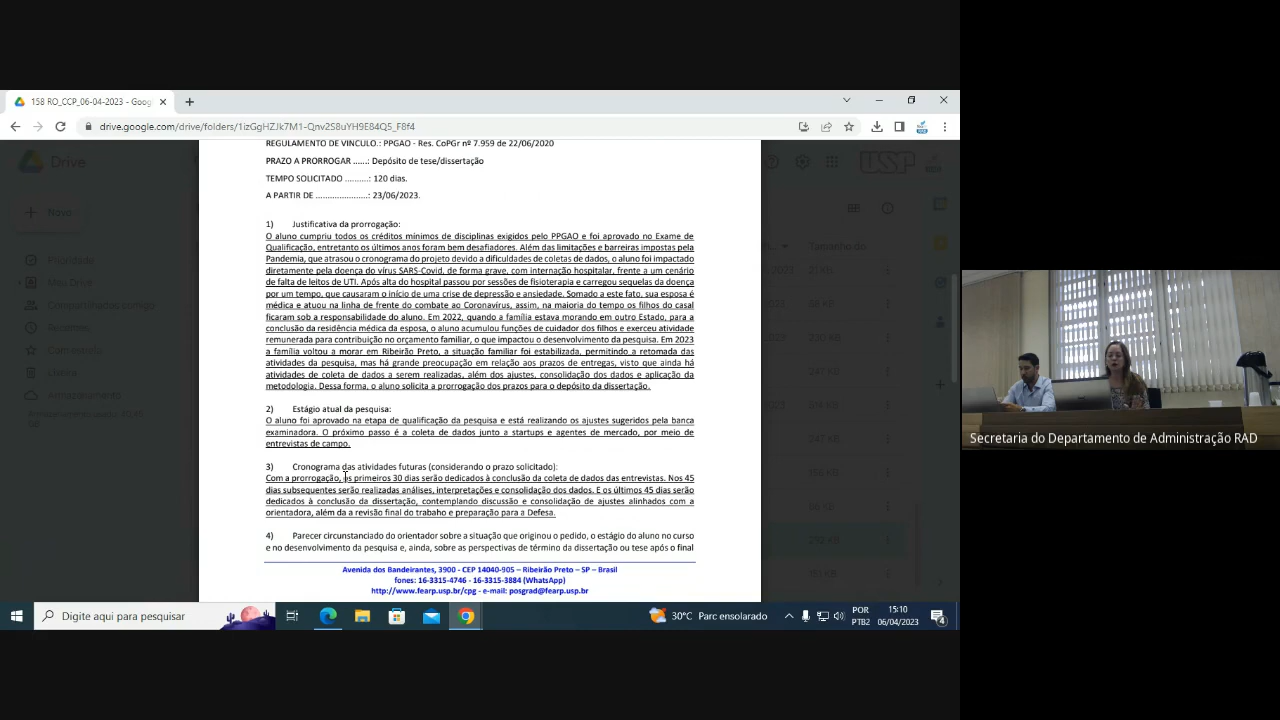 158 RO_CCP_06-04-2023 - Goog
drive.google.com/drive/folders/1izGgHZJk7M1-Qnv2S8uYH9E84Q5_F8f4
Drive
Novo
Prioridade
Meu Drive
Compartilhados comigo
Recentes
Com estrela
Lixeira
Armazenamento
REGULAMENTO DE VÍNCULO.: PPGAO - Res. CoPGr nº 7.959 de 22/06/2020
PRAZO A PRORROGAR ......: Depósito de tese/dissertação
TEMPO SOLICITADO ..........: 120 dias.
A PARTIR DE ......................: 23/06/2023.
1) Justificativa da prorrogação:
O aluno cumpriu todos os créditos mínimos de disciplinas exigidos pelo PPGAO e foi aprovado no Exame de
Qualificação, entretanto os últimos anos foram bem desafiadores. Além das limitações e barreiras impostas pela
Pandemia, que atrasou o cronograma do projeto devido a dificuldades de coletas de dados, o aluno foi impactado
diretamente pela doença do vírus SARS-Covid, de forma grave, com internação hospitalar, frente a um cenário
de falta de leitos de UTI. Após alta do hospital passou por sessões de fisioterapia e carregou sequelas da doença
por um tempo, que causaram o início de uma crise de depressão e ansiedade. Somado a este fato, sua esposa é
médica e atuou na linha de frente do combate ao Coronavírus, assim, na maioria do tempo os filhos do casal
ficaram sob a responsabilidade do aluno. Em 2022, quando a família estava morando em outro Estado, para a
conclusão da residência médica da esposa, o aluno acumulou funções de cuidador dos filhos e exerceu atividade
remunerada para contribuição no orçamento familiar, o que impactou o desenvolvimento da pesquisa. Em 2023
a família voltou a morar em Ribeirão Preto, a situação familiar foi estabilizada, permitindo a retomada das
atividades da pesquisa, mas há grande preocupação em relação aos prazos de entregas, visto que ainda há
atividades de coleta de dados a serem realizadas, além dos ajustes, consolidação dos dados e aplicação da
metodologia. Dessa forma, o aluno solicita a prorrogação dos prazos para o depósito da dissertação.
2) Estágio atual da pesquisa:
O aluno foi aprovado na etapa de qualificação da pesquisa e está realizando os ajustes sugeridos pela banca
examinadora. O próximo passo é a coleta de dados junto a startups e agentes de mercado, por meio de
entrevistas de campo.
3) Cronograma das atividades futuras (considerando o prazo solicitado):
Com a prorrogação, os primeiros 30 dias serão dedicados à conclusão da coleta de dados das entrevistas. Nos 45
dias subsequentes serão realizadas análises, interpretações e consolidação dos dados. E os últimos 45 dias serão
dedicados à conclusão da dissertação, contemplando discussão e consolidação de ajustes alinhados com a
orientadora, além da a revisão final do trabaho e preparação para a Defesa.
4) Parecer circunstanciado do orientador sobre a situação que originou o pedido, o estágio do aluno no curso
e no desenvolvimento da pesquisa e, ainda, sobre as perspectivas de término da dissertação ou tese após o final
Avenida dos Bandeirantes, 3900 - CEP 14040-905 – Ribeirão Preto – SP – Brasil
fones: 16-3315-4746 - 16-3315-3884 (WhatsApp)
http://www.fearp.usp.br/cpg - e-mail: posgrad@fearp.usp.br
USP
Tamanho do
Secretaria do Departamento de Administração RAD
Digite aqui para pesquisar
30°C Parc ensolarado
POR
PTB2
15:10
06/04/2023
4